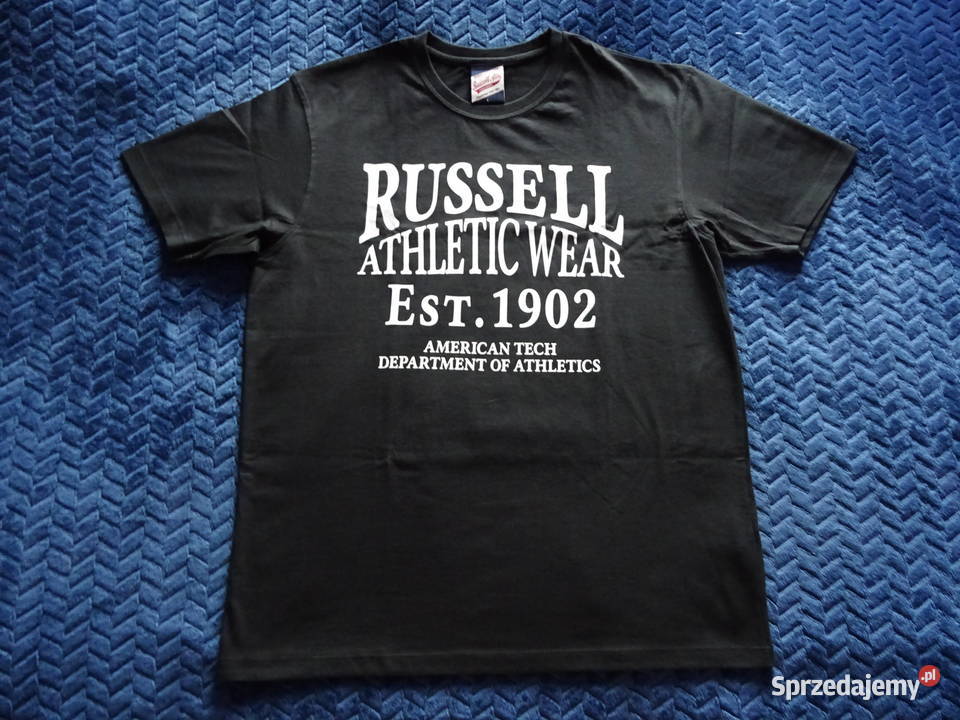 RUSSELL
ATHLETIC WEAR
EST. 1902
AMERICAN TECH
DEPARTMENT OF ATHLETICS
Sprzedajemy.pl